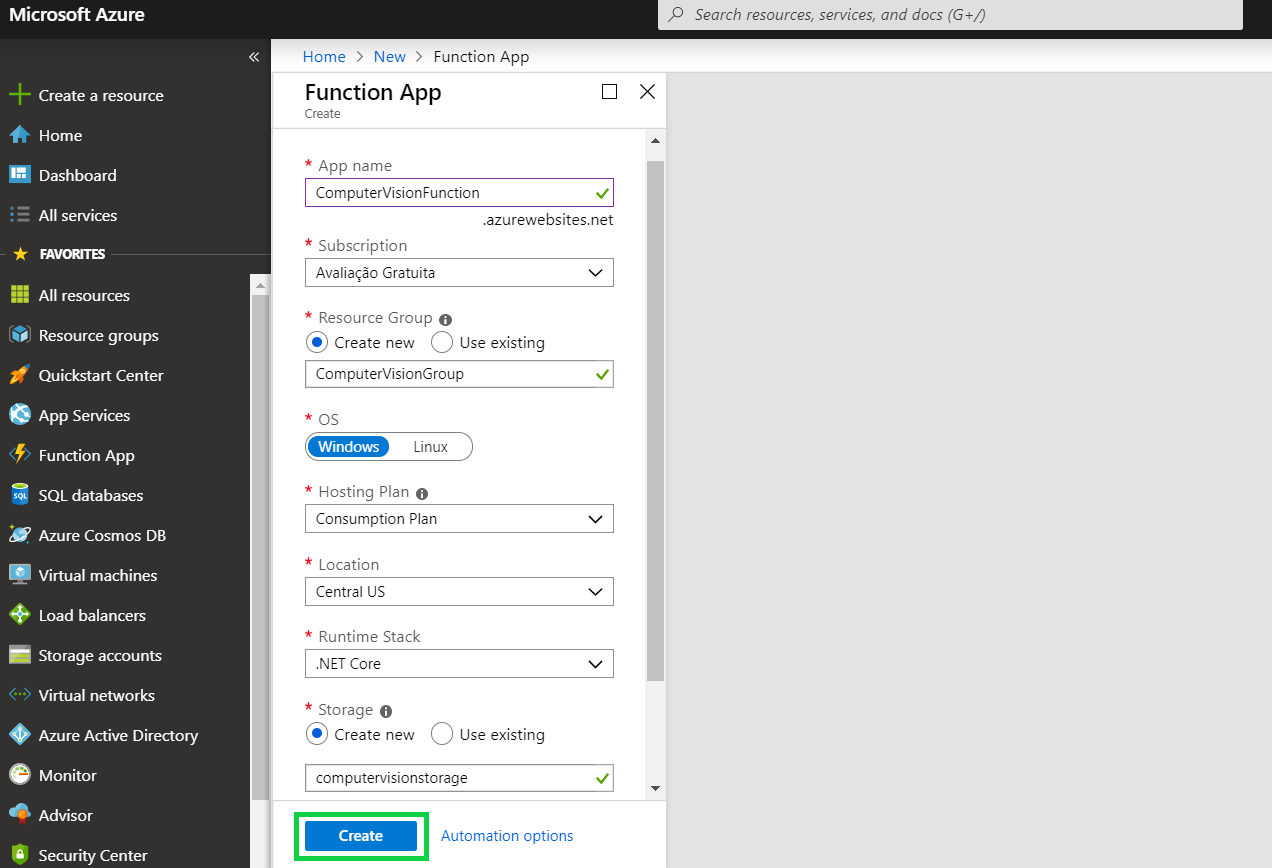 Microsoft Azure
Search resources, services, and docs (G+/)
«
Create a resource
Home
Dashboard
All services
FAVORITES
All resources
Resource groups
Quickstart Center
App Services
Function App
SQL databases
Azure Cosmos DB
Virtual machines
Load balancers
Storage accounts
Virtual networks
Azure Active Directory
Monitor
Advisor
Security Center
Home > New > Function App
Function App
Create
* App name
ComputerVisionFunction
.azurewebsites.net
* Subscription
Avaliação Gratuita
* Resource Group
Create new Use existing
ComputerVisionGroup
* OS
Windows Linux
* Hosting Plan
Consumption Plan
* Location
Central US
* Runtime Stack
.NET Core
* Storage
Create new Use existing
computervisionstorage
Create Automation options